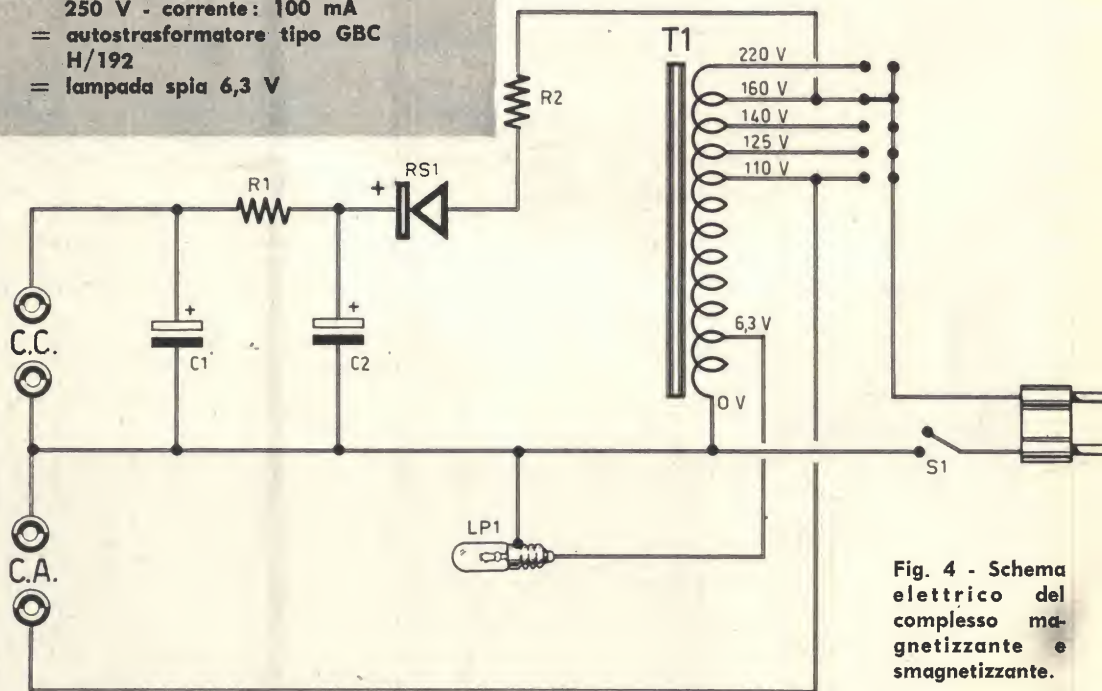 250 V - corrente: 100 mA
= autostrasformatore tipo GBC
H/192
= lampada spia 6,3 V
T1
220 V
160 V
140 V
125 V
110 V
6,3 V
0 V
R2
RS1
+
R1
+
C1
+
C2
C.C.
C.A.
LP1
S1
Fig. 4 - Schema
elettrico del
complesso ma-
gnetizzante e
smagnetizzante.